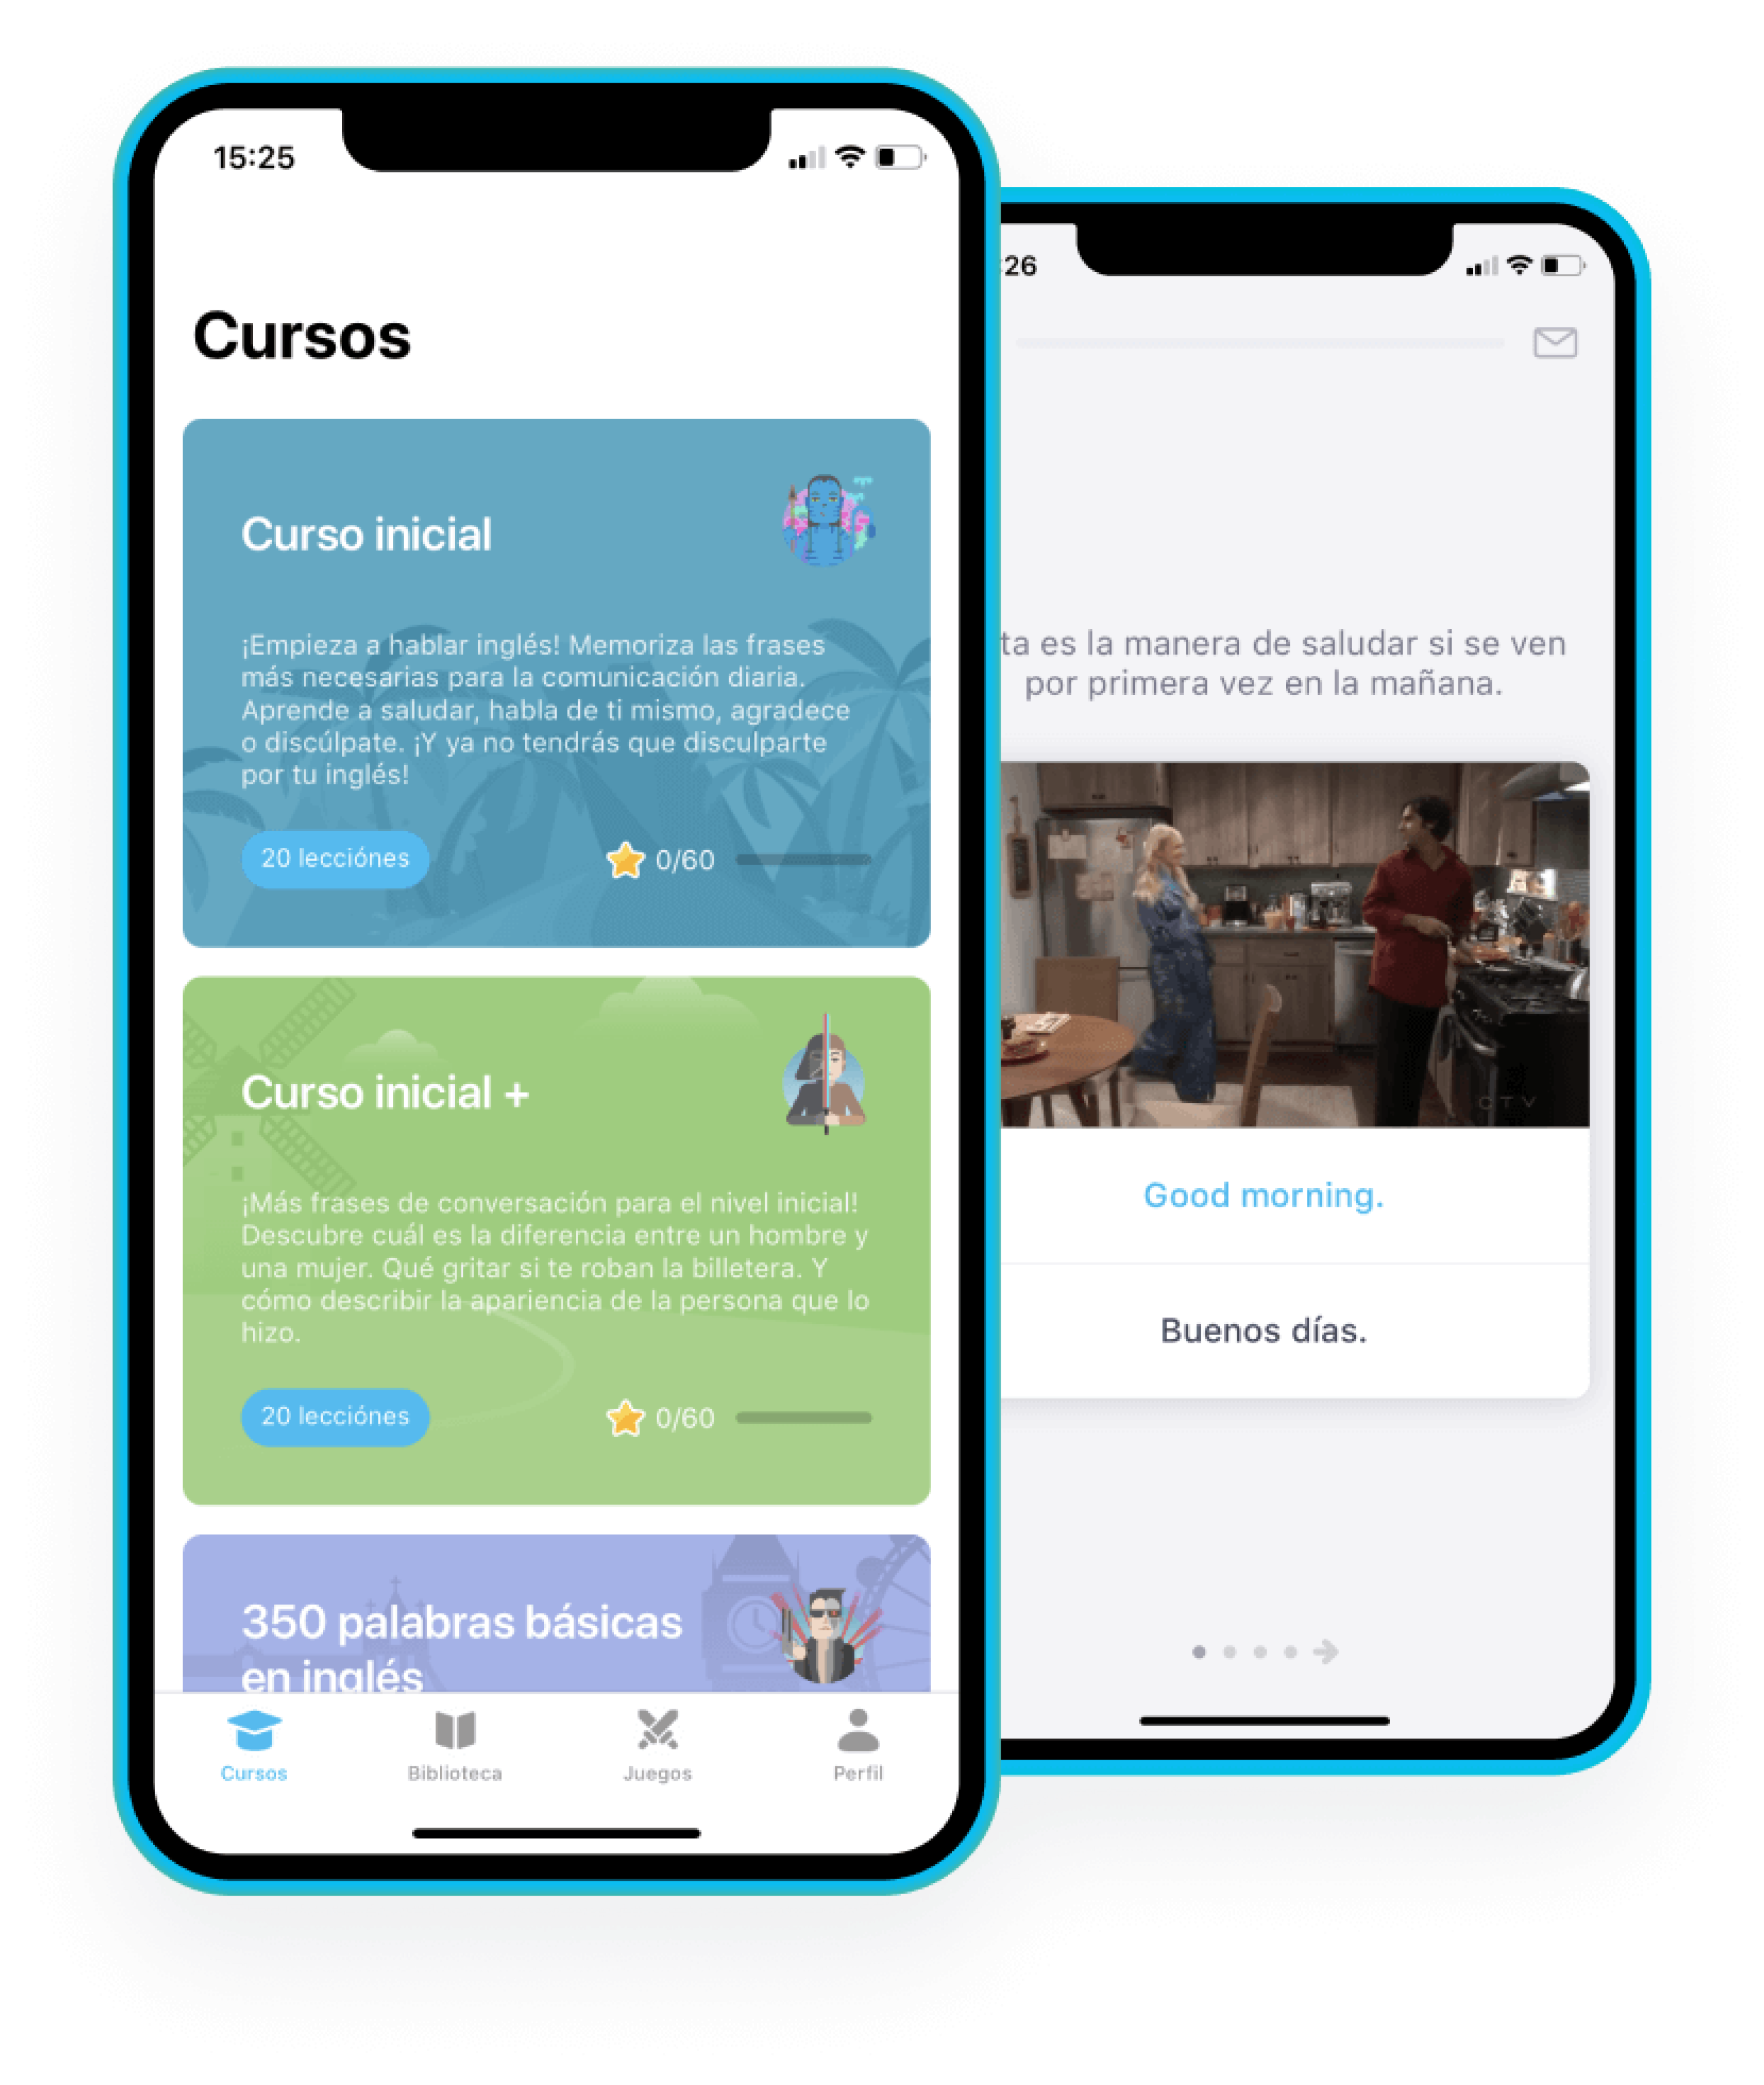 15:25
Cursos
Curso inicial
¡Empieza a hablar inglés! Memoriza las frases
más necesarias para la comunicación diaria.
Aprende a saludar, habla de ti mismo, agradece
o discúlpate. ¡Y ya no tendrás que disculparte
por tu inglés!
20 lecciónes
0/60
Curso inicial +
¡Más frases de conversación para el nivel inicial!
Descubre cuál es la diferencia entre un hombre y
una mujer. Qué gritar si te roban la billetera. Y
cómo describir la apariencia de la persona que lo
hizo.
20 lecciónes
0/60
350 palabras básicas
en inglés
Cursos
Biblioteca
Juegos
Perfil
:26
ta es la manera de saludar si se ven
por primera vez en la mañana.
CTV
Good morning.
Buenos días.